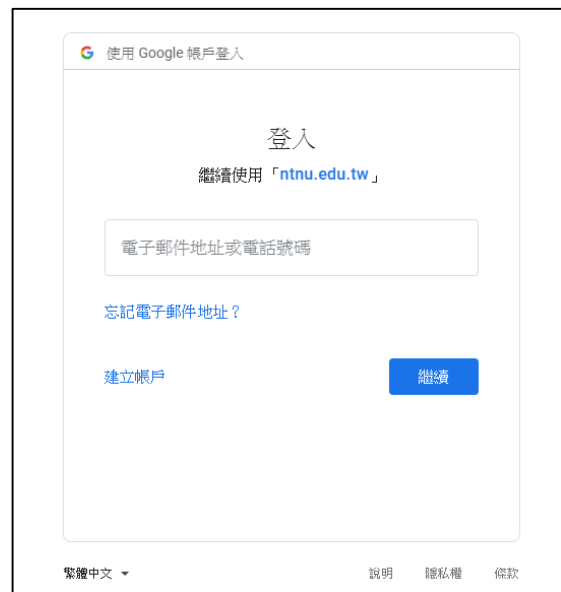 使用 Google 帳戶登入
登入
繼續使用「ntnu.edu.tw」
電子郵件地址或電話號碼
忘記電子郵件地址？
建立帳戶 繼續
繁體中文 說明 隱私權 條款